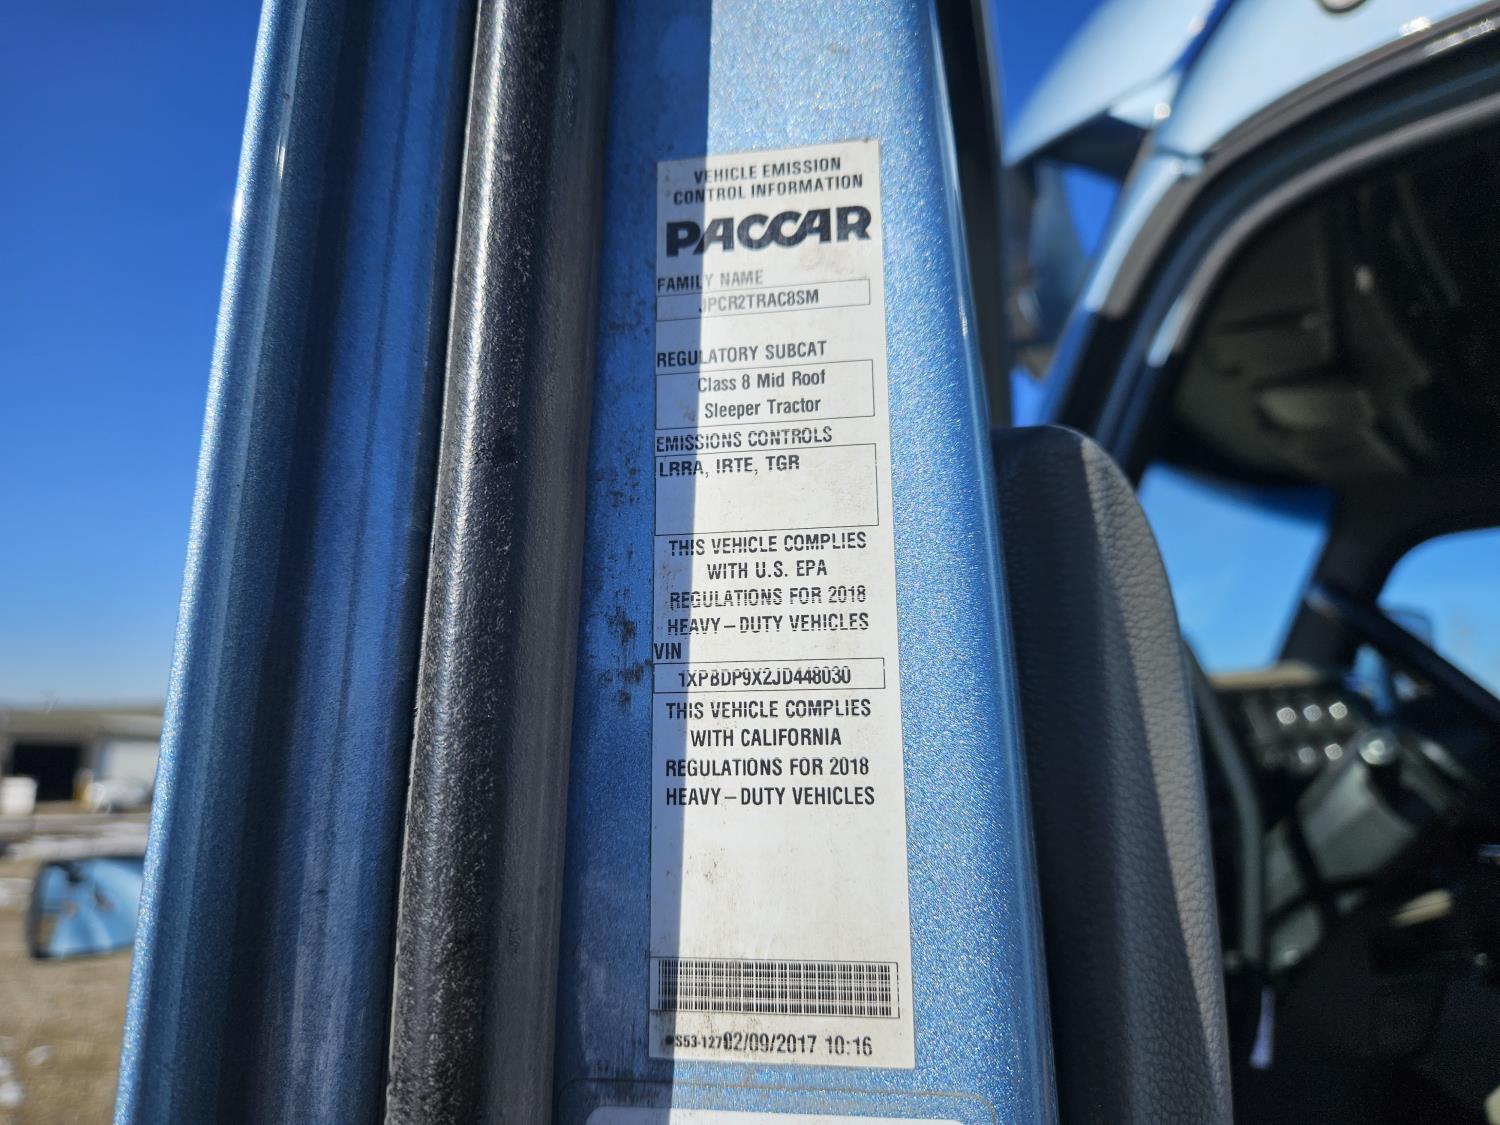 VEHICLE EMISSION
CONTROL INFORMATION
PACCAR
FAMILY NAME
JPCR2TRAC8SM
REGULATORY SUBCAT
Class 8 Mid Roof
Sleeper Tractor
EMISSIONS CONTROLS
LRRA, IRTE, TGR
THIS VEHICLE COMPLIES
WITH U.S. EPA
REGULATIONS FOR 2018
HEAVY-DUTY VEHICLES
VIN
1XPBDP9X2JD448030
THIS VEHICLE COMPLIES
WITH CALIFORNIA
REGULATIONS FOR 2018
HEAVY-DUTY VEHICLES
02/09/2017 10:16